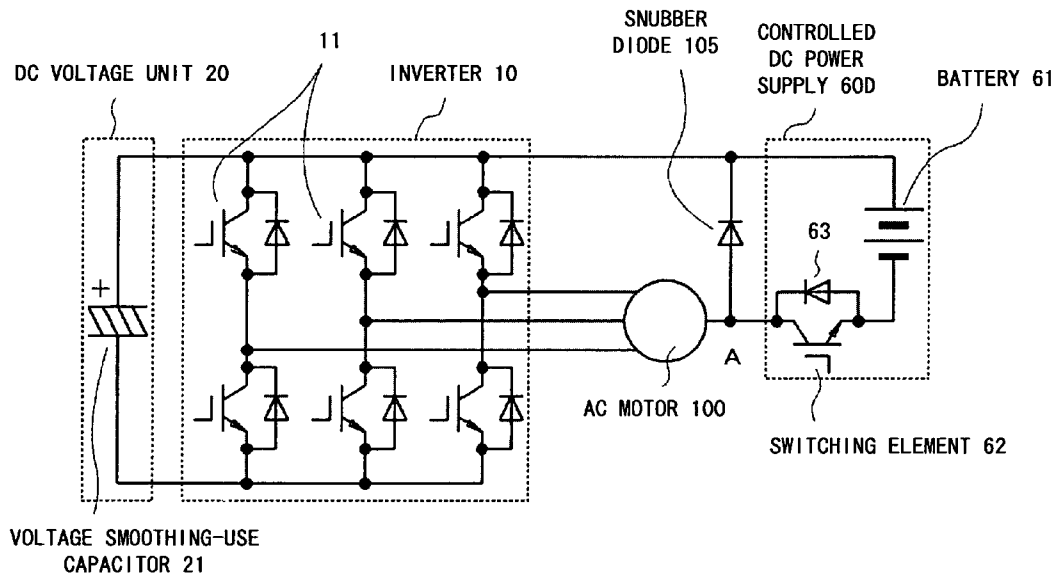 SNUBBER
DIODE 105
CONTROLLED
DC POWER
SUPPLY 60D
11
DC VOLTAGE UNIT 20
INVERTER 10
BATTERY 61
63
+
A
AC MOTOR 100
SWITCHING ELEMENT 62
VOLTAGE SMOOTHING-USE
CAPACITOR 21